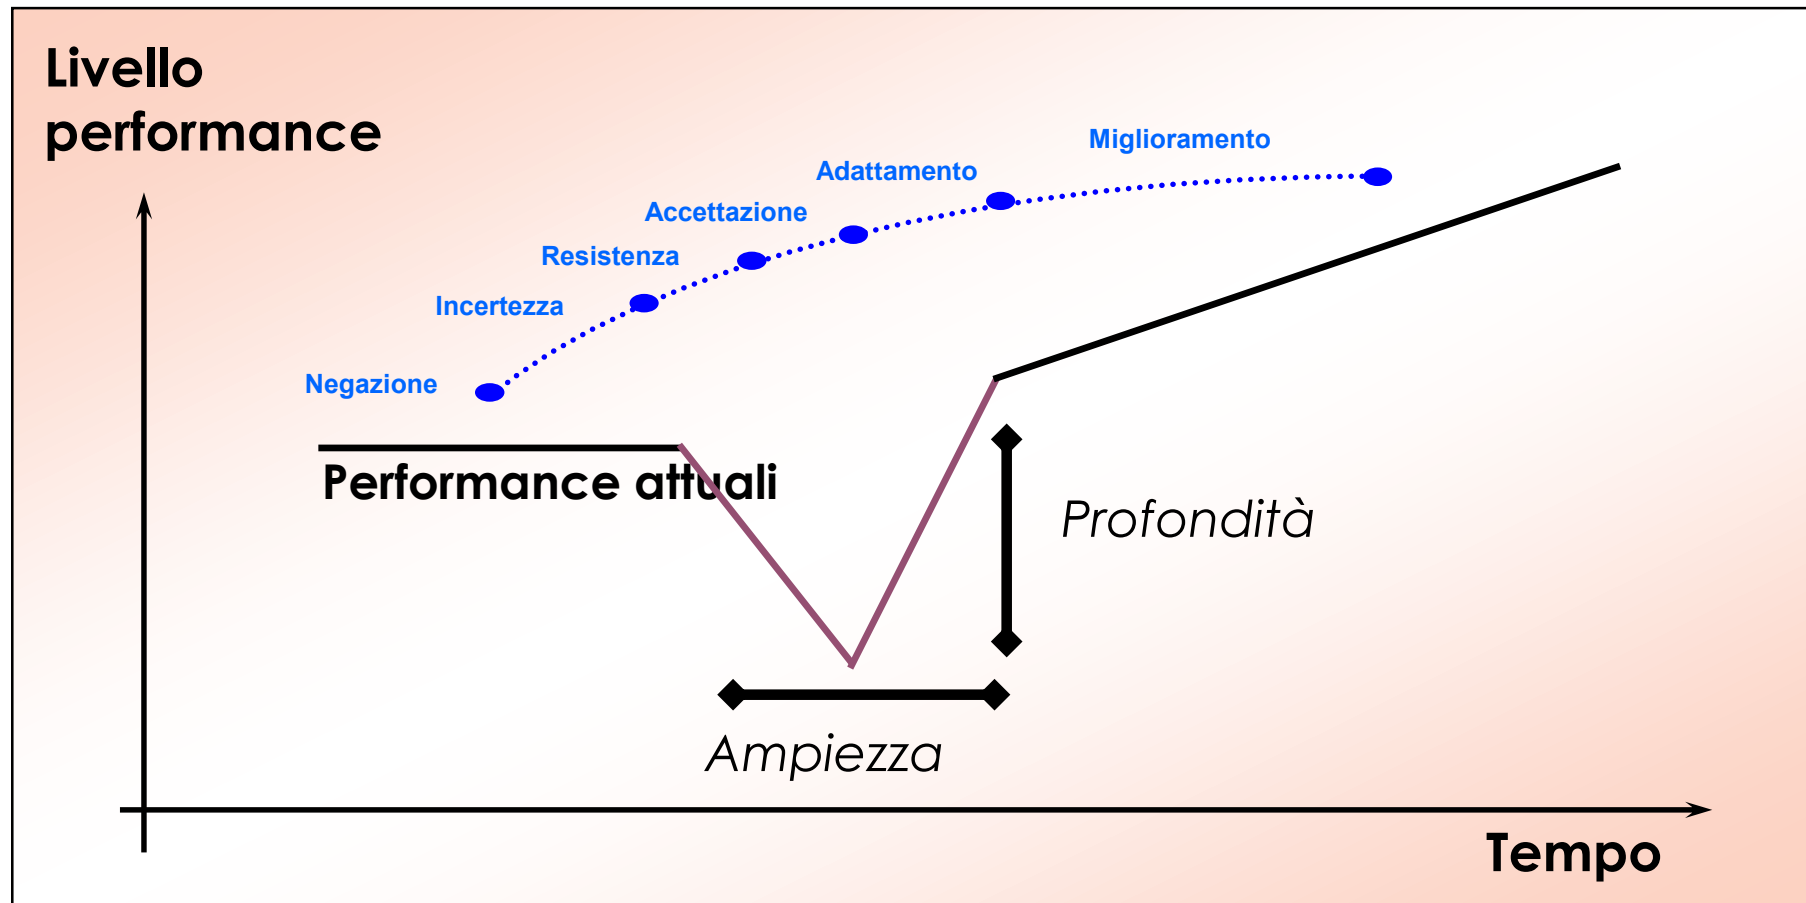 Livello
performance
Miglioramento
Adattamento
Accettazione
Resistenza
Incertezza
Negazione
Performance attuali
Profondità
Ampiezza
Tempo